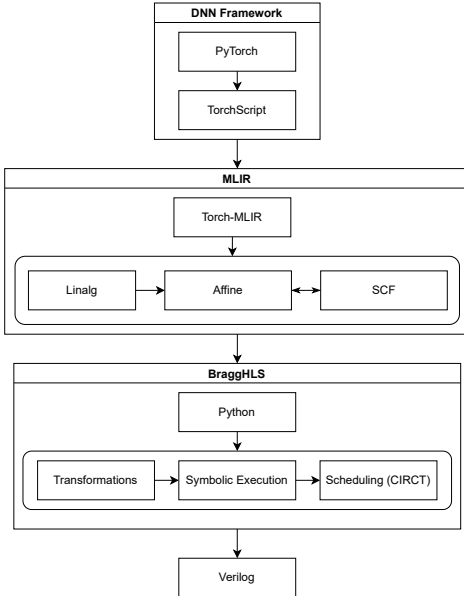 DNN Framework
PyTorch
TorchScript
MLIR
Torch-MLIR
Linalg
Affine
SCF
BraggHLS
Python
Transformations
Symbolic Execution
Scheduling (CIRCT)
Verilog